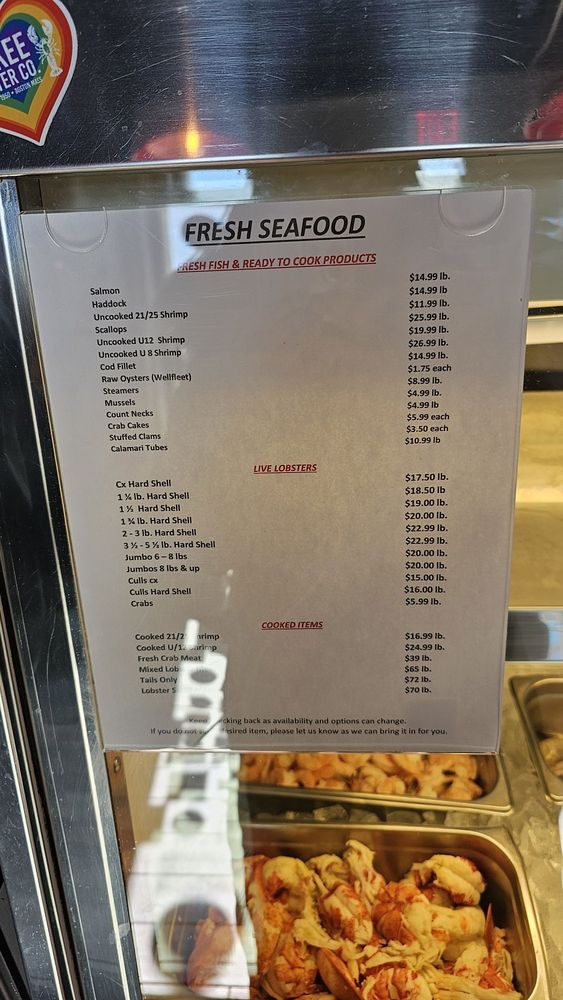 KEE
TER CO.
1950 • BOSTON MASS
FRESH SEAFOOD
FRESH FISH & READY TO COOK PRODUCTS
Salmon $14.99 lb.
Haddock $14.99 lb
Uncooked 21/25 Shrimp $11.99 lb.
Scallops $25.99 lb.
Uncooked U12 Shrimp $19.99 lb.
Uncooked U 8 Shrimp $26.99 lb.
Cod Fillet $14.99 lb.
Raw Oysters (Wellfleet) $1.75 each
Steamers $8.99 lb.
Mussels $4.99 lb.
Count Necks $4.99 lb
Crab Cakes $5.99 each
Stuffed Clams $3.50 each
Calamari Tubes $10.99 lb
LIVE LOBSTERS
Cx Hard Shell $17.50 lb.
1 ¼ lb. Hard Shell $18.50 lb
1 ½ Hard Shell $19.00 lb.
1 ¾ lb. Hard Shell $20.00 lb.
2 - 3 lb. Hard Shell $22.99 lb.
3 ½ - 5 ½ lb. Hard Shell $22.99 lb.
Jumbo 6 – 8 lbs $20.00 lb.
Jumbos 8 lbs & up $20.00 lb.
Culls cx $15.00 lb.
Culls Hard Shell $16.00 lb.
Crabs $5.99 lb.
COOKED ITEMS
Cooked 21/2 hrimp $16.99 lb.
Cooked U/12 Shrimp $24.99 lb.
Fresh Crab Meat $39 lb.
Mixed Lob $65 lb.
Tails Only $72 lb.
Lobster $70 lb.
Keep cking back as availability and options can change.
If you do not desired item, please let us know as we can bring it in for you.